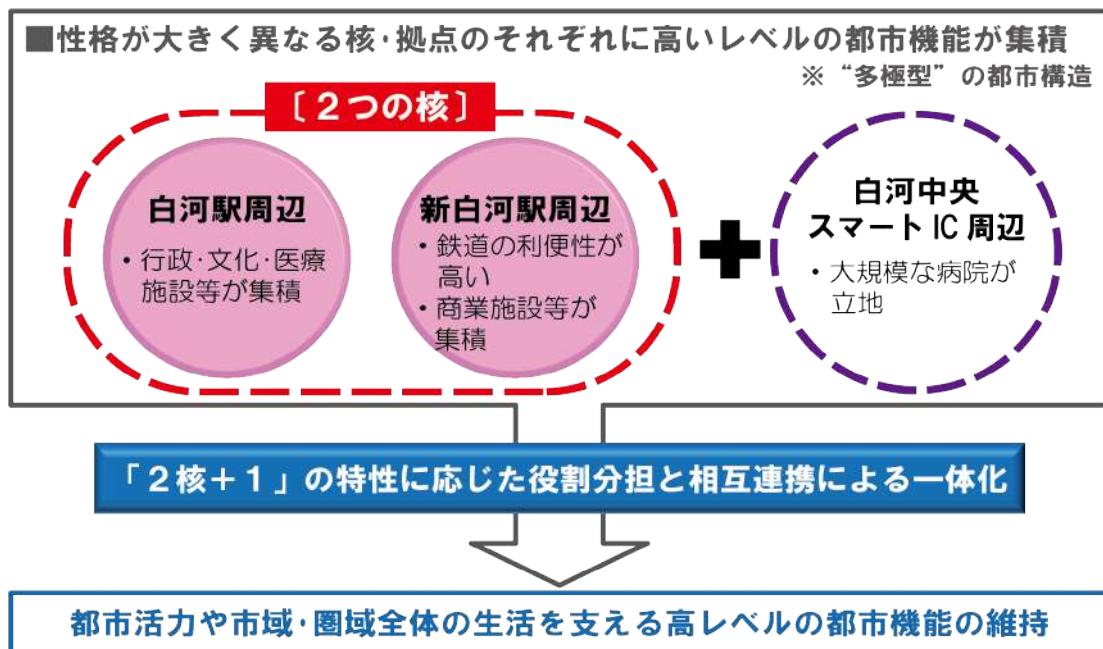 ■性格が大きく異なる核・拠点のそれぞれに高いレベルの都市機能が集積
※“多極型”の都市構造
〔２つの核〕
白河駅周辺
・行政・文化・医療
施設等が集積
新白河駅周辺
・鉄道の利便性が
高い
・商業施設等が
集積
白河中央
スマート IC 周辺
・大規模な病院が
立地
「２核＋１」の特性に応じた役割分担と相互連携による一体化
都市活力や市域・圏域全体の生活を支える高レベルの都市機能の維持